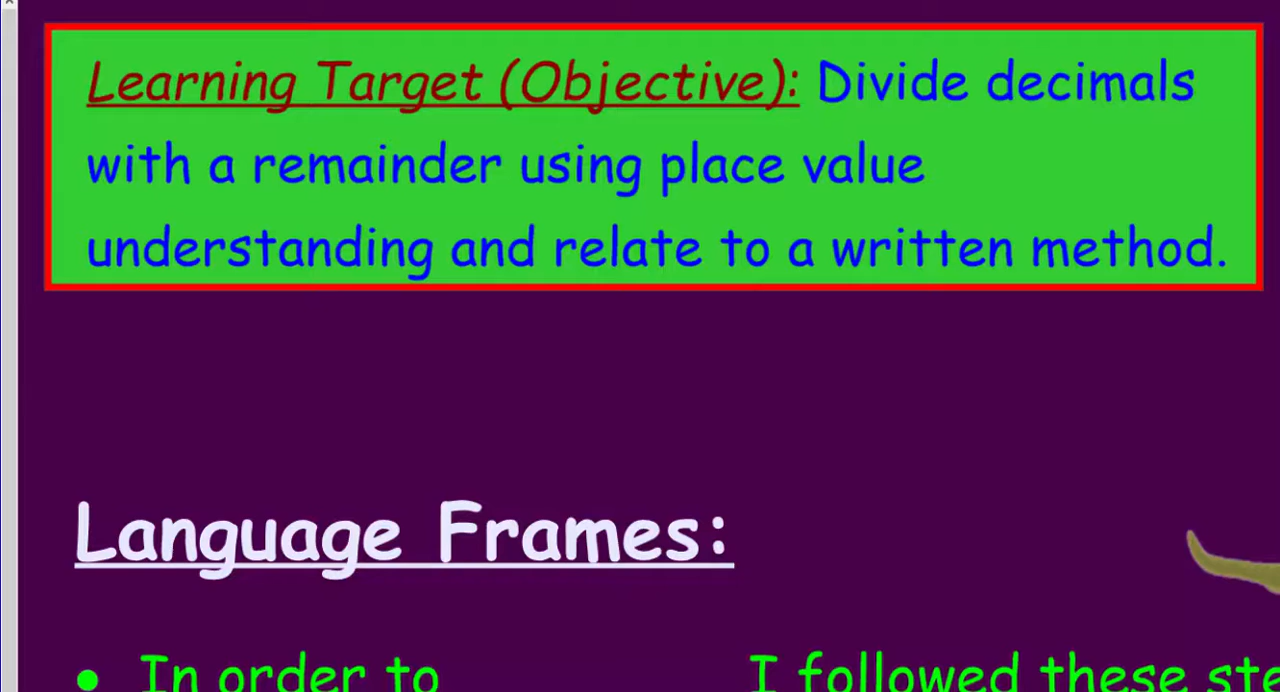 Learning Target (Objective): Divide decimals
with a remainder using place value
understanding and relate to a written method.
Language Frames:
• In order to I followed these